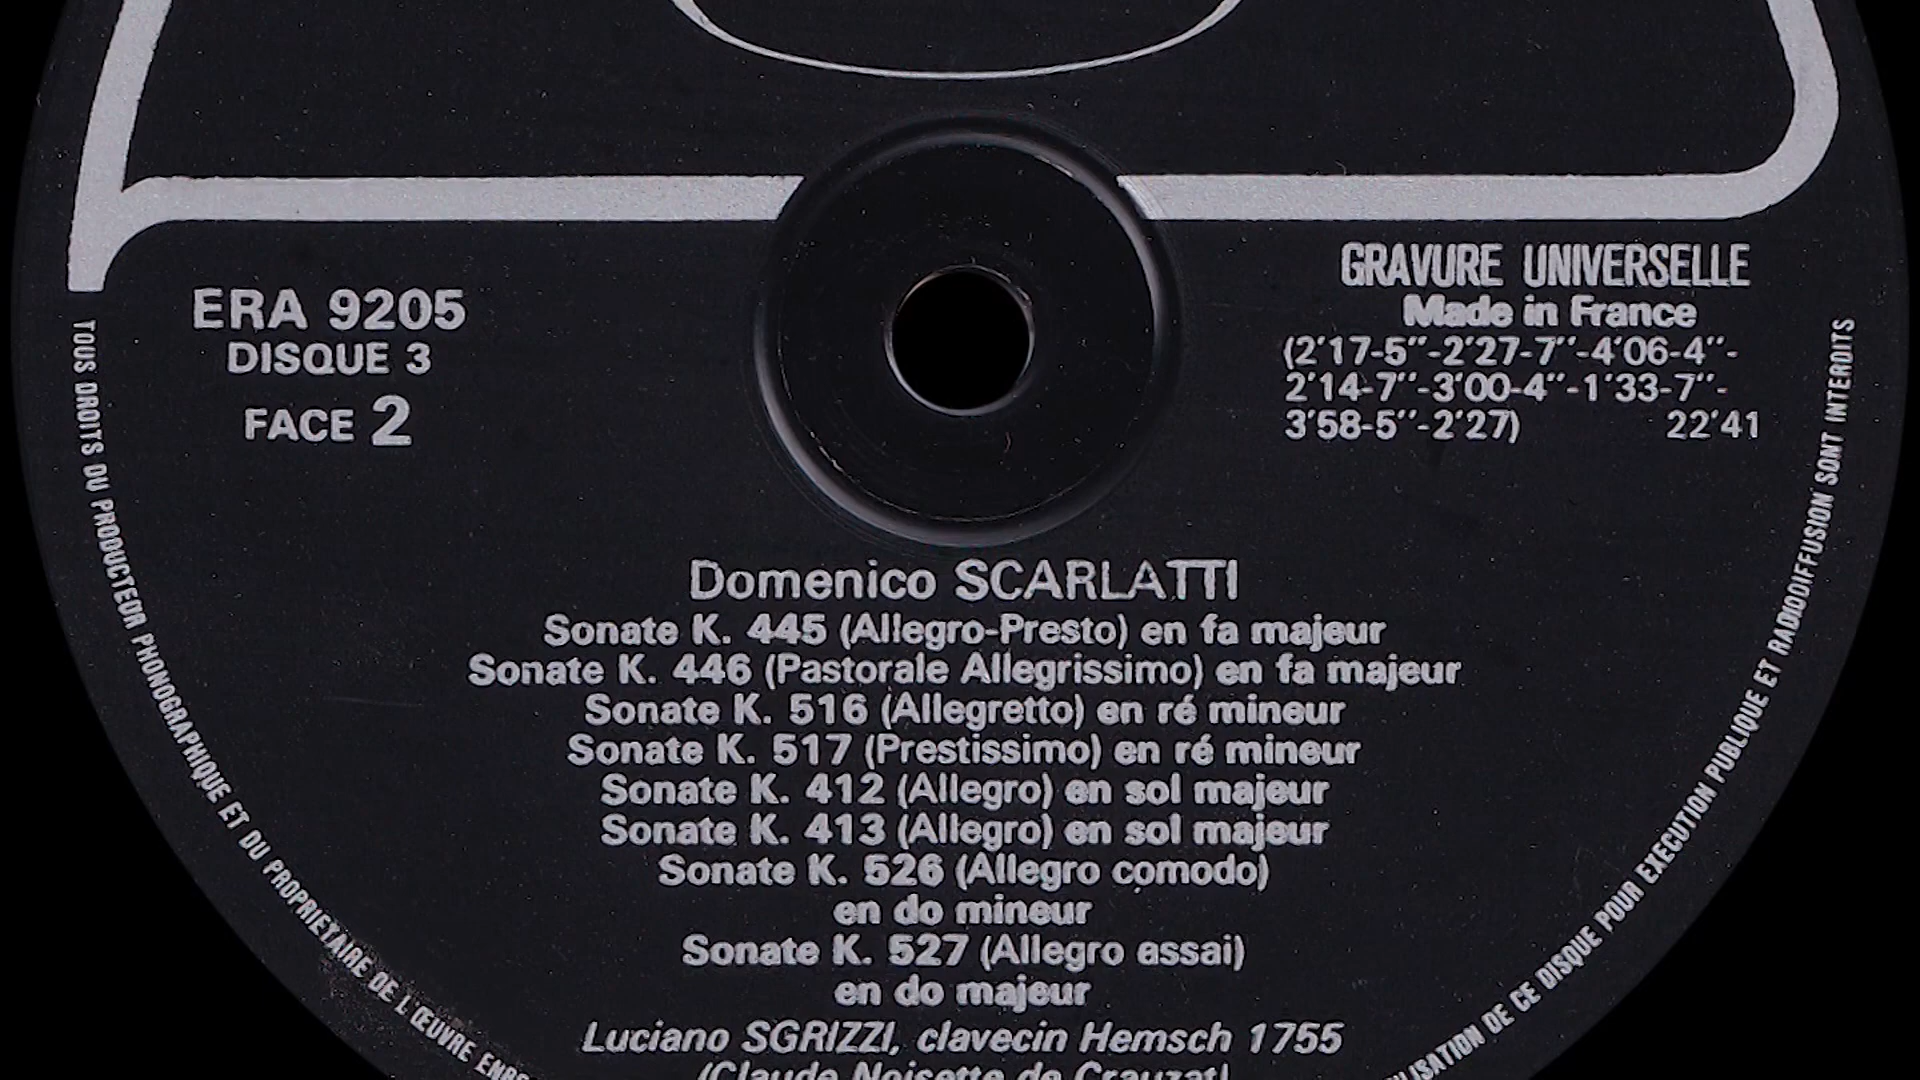 ERA 9205
DISQUE 3
FACE 2
GRAVURE UNIVERSELLE
Made in France
(2'17-5''-2'27-7''-4'06-4''-
2'14-7''-3'00-4''-1'33-7''-
3'58-5''-2'27) 22'41
Domenico SCARLATTI
Sonate K. 445 (Allegro-Presto) en fa majeur
Sonate K. 446 (Pastorale Allegrissimo) en fa majeur
Sonate K. 516 (Allegretto) en ré mineur
Sonate K. 517 (Prestissimo) en ré mineur
Sonate K. 412 (Allegro) en sol majeur
Sonate K. 413 (Allegro) en sol majeur
Sonate K. 526 (Allegro comodo)
en do mineur
Sonate K. 527 (Allegro assai)
en do majeur
Luciano SGRIZZI, clavecin Hemsch 1755
(Claude Noisette de Crauzat)
TOUS DROITS DU PRODUCTEUR PHONOGRAPHIQUE ET DU PROPRIETAIRE DE L'ŒUVRE
DE CE DISQUE POUR EXECUTION PUBLIQUE ET RADIODIFFUSION SONT INTERDITS